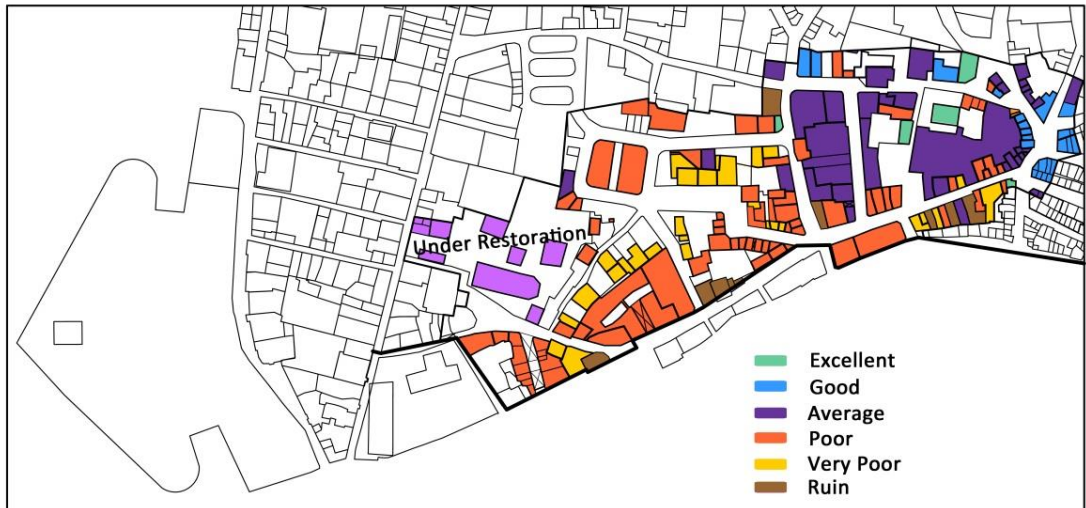 Under Restoration
Excellent
Good
Average
Poor
Very Poor
Ruin